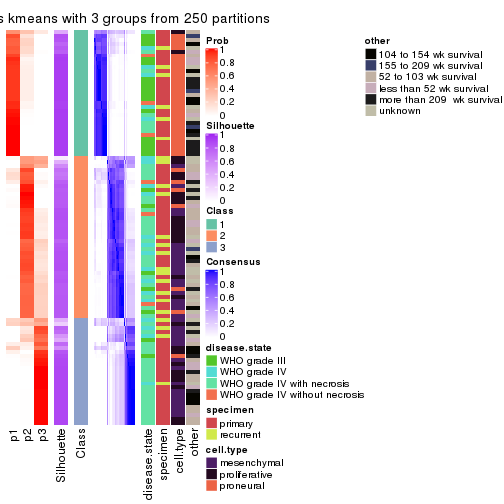 s kmeans with 3 groups from 250 partitions
Prob
1
0.8
0.6
0.4
0.2
0
Silhouette
1
0.8
0.6
0.4
0.2
0
Class
1
2
3
Consensus
1
0.8
0.6
0.4
0.2
0
disease.state
WHO grade III
WHO grade IV
WHO grade IV with necrosis
WHO grade IV without necrosis
specimen
primary
recurrent
cell.type
mesenchymal
proliferative
proneural
other
104 to 154 wk survival
155 to 209 wk survival
52 to 103 wk survival
less than 52 wk survival
more than 209  wk survival
unknown
p1
p2
p3
Silhouette
Class
disease.state
specimen
cell.type
other